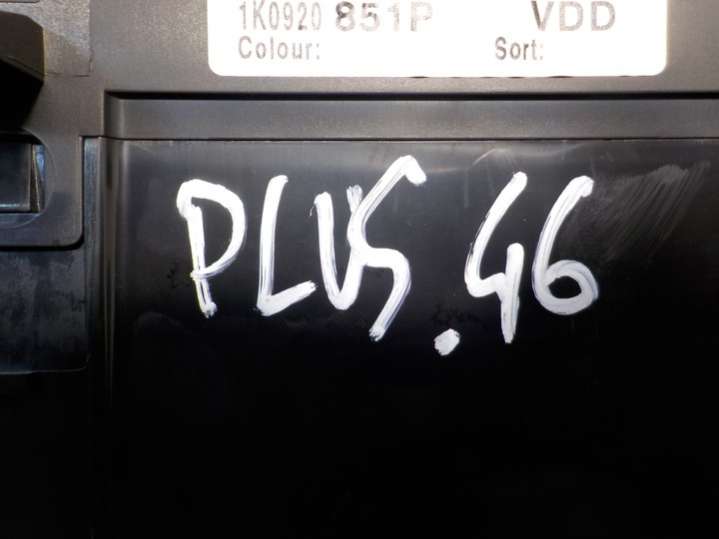 1K0920 851P VDD
Colour: Sort:
PLUS.46